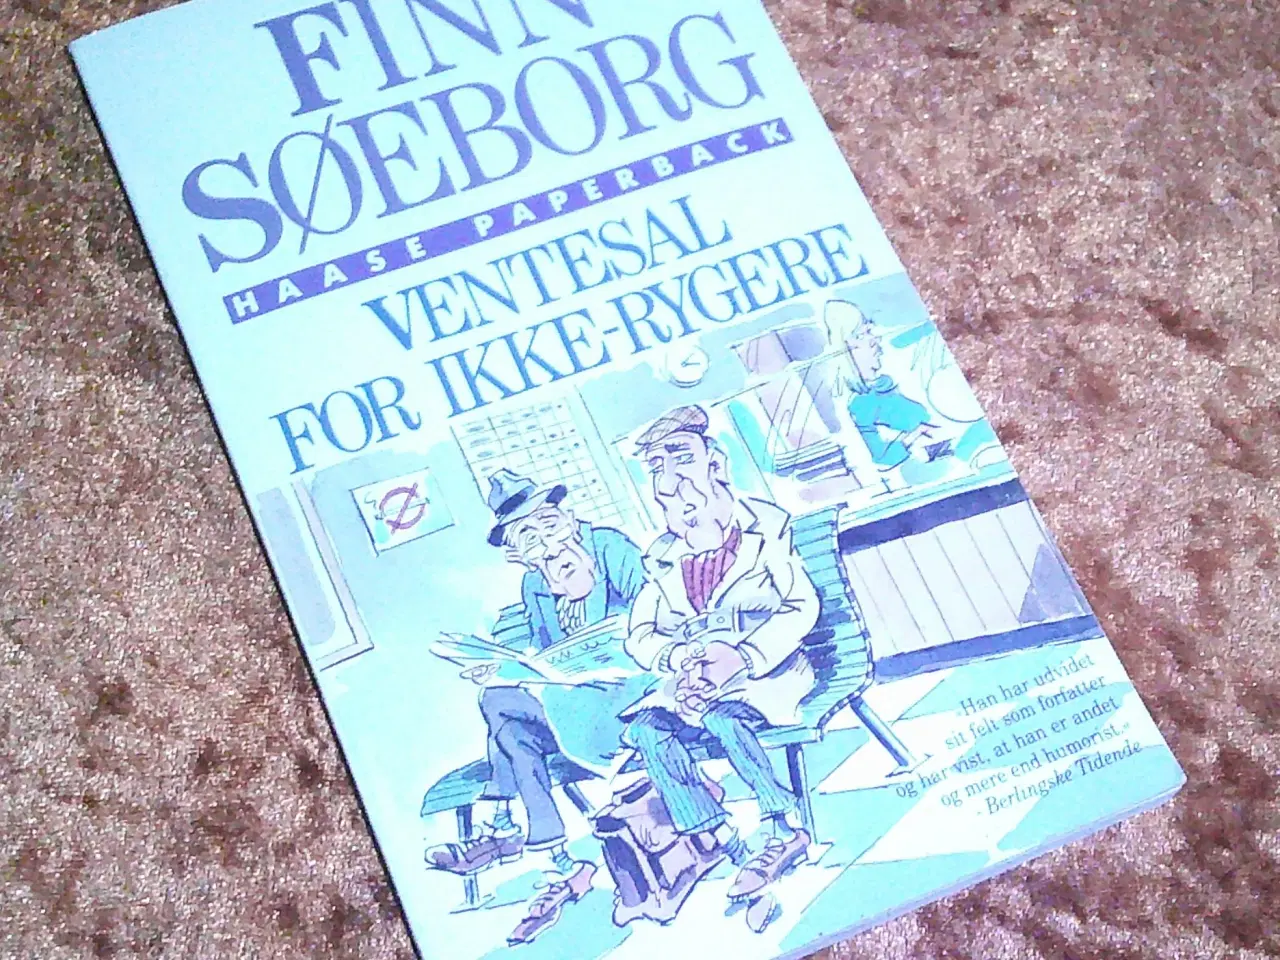 FINN
SØEBORG
HAASE PAPERBACK
VENTESAL
FOR IKKE-RYGERE
„Han har udvidet
sit felt som forfatter
og har vist, at han er andet
og mere end humorist.“
- Berlingske Tidende